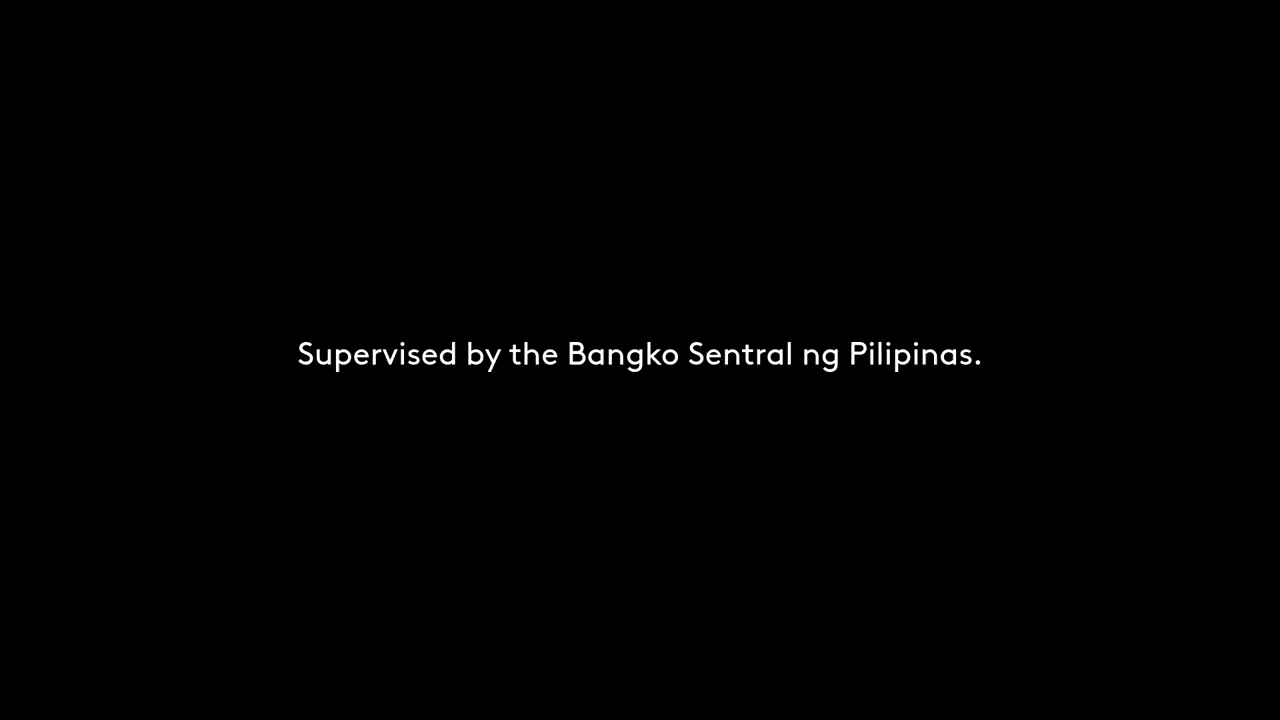 Supervised by the Bangko Sentral ng Pilipinas.